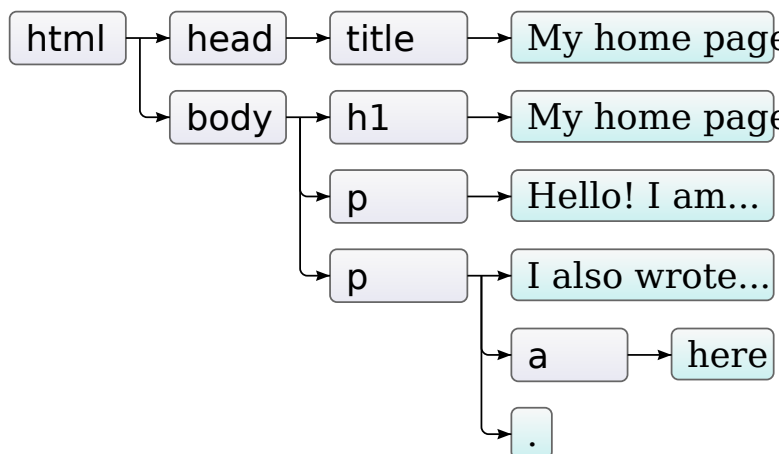 html head title My home page
body h1 My home page
p Hello! I am...
p I also wrote...
a here
.